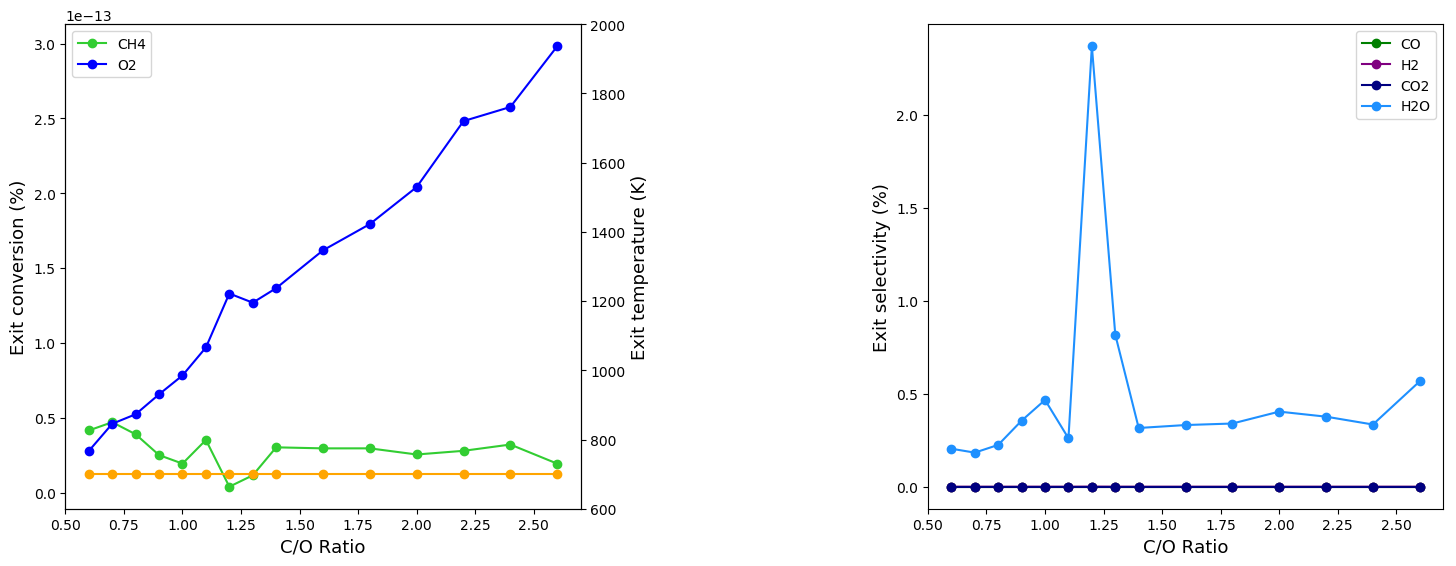 1e−13
3.0
2.5
2.0
1.5
1.0
0.5
0.0
Exit conversion (%)
CH4
O2
0.50 0.75 1.00 1.25 1.50 1.75 2.00 2.25 2.50
C/O Ratio
2000
1800
1600
1400
1200
1000
800
600
Exit temperature (K)
2.0
1.5
1.0
0.5
0.0
Exit selectivity (%)
CO
H2
CO2
H2O
0.50 0.75 1.00 1.25 1.50 1.75 2.00 2.25 2.50
C/O Ratio